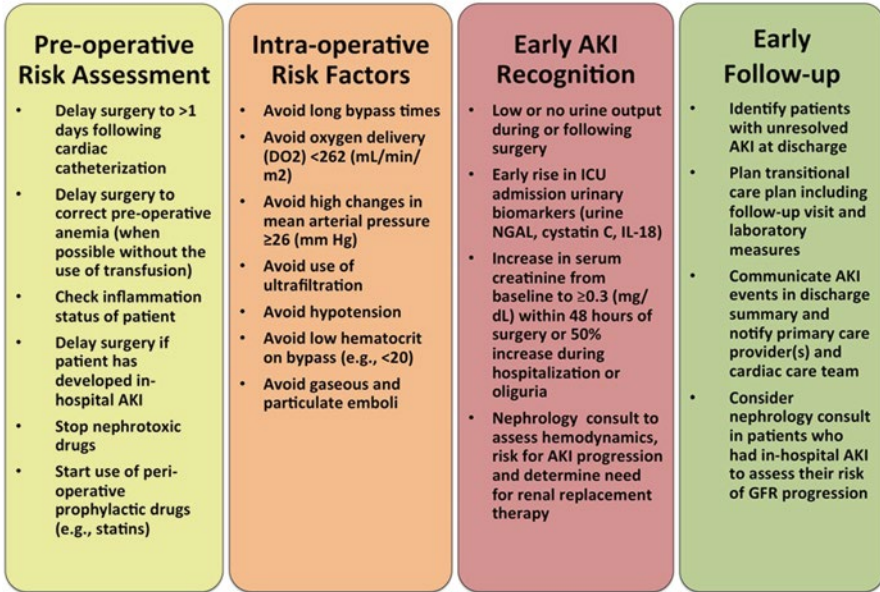 Pre-operative
Risk Assessment
• Delay surgery to >1
days following
cardiac
catheterization
• Delay surgery to
correct pre-operative
anemia (when
possible without the
use of transfusion)
• Check inflammation
status of patient
• Delay surgery if
patient has
developed in-
hospital AKI
• Stop nephrotoxic
drugs
• Start use of peri-
operative
prophylactic drugs
(e.g., statins)
Intra-operative
Risk Factors
• Avoid long bypass times
• Avoid oxygen delivery
(DO2) <262 (mL/min/
m2)
• Avoid high changes in
mean arterial pressure
≥26 (mm Hg)
• Avoid use of
ultrafiltration
• Avoid hypotension
• Avoid low hematocrit
on bypass (e.g., <20)
• Avoid gaseous and
particulate emboli
Early AKI
Recognition
• Low or no urine output
during or following
surgery
• Early rise in ICU
admission urinary
biomarkers (urine
NGAL, cystatin C, IL-18)
• Increase in serum
creatinine from
baseline to ≥0.3 (mg/
dL) within 48 hours of
surgery or 50%
increase during
hospitalization or
oliguria
• Nephrology consult to
assess hemodynamics,
risk for AKI progression
and determine need
for renal replacement
therapy
Early
Follow-up
• Identify patients
with unresolved
AKI at discharge
• Plan transitional
care plan including
follow-up visit and
laboratory
measures
• Communicate AKI
events in discharge
summary and
notify primary care
provider(s) and
cardiac care team
• Consider
nephrology consult
in patients who
had in-hospital AKI
to assess their risk
of GFR progression